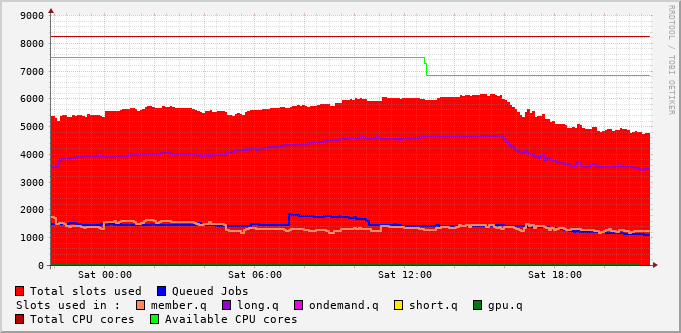 9000
8000
7000
6000
5000
4000
3000
2000
1000
0
Sat 00:00 Sat 06:00 Sat 12:00 Sat 18:00
RRDTOOL / TOBI OETIKER
Total slots used Queued Jobs
Slots used in : member.q long.q ondemand.q short.q gpu.q
Total CPU cores Available CPU cores